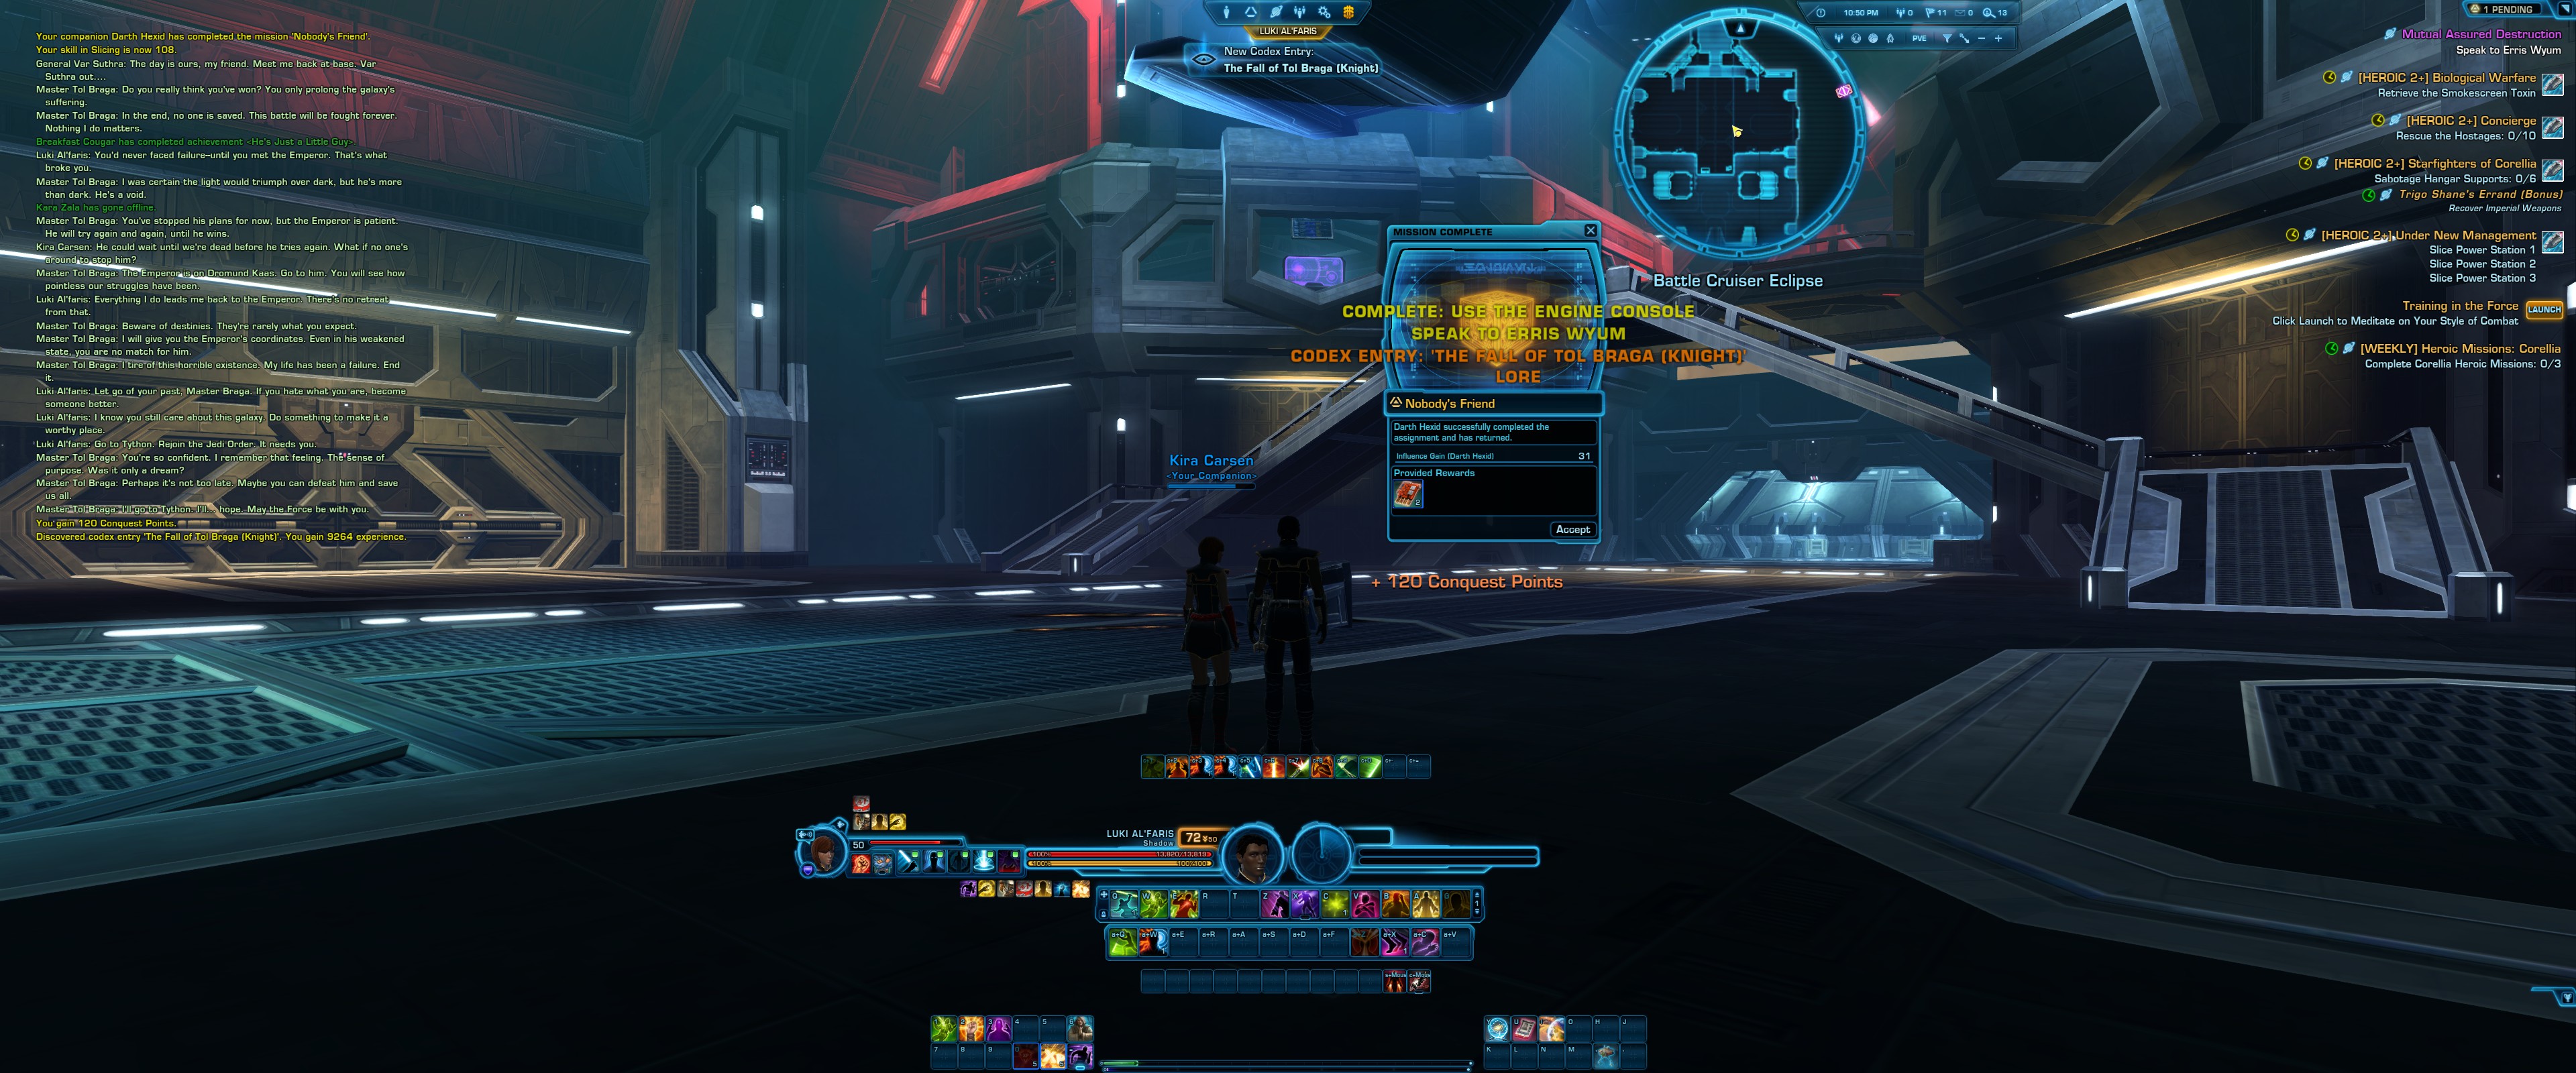 Your companion Darth Hexid has completed the mission 'Nobody's Friend'.
Your skill in Slicing is now 108.
General Var Suthra: The day is ours, my friend. Meet me back at base. Var
Suthra out....
Master Tol Braga: Do you really think you've won? You only prolong the galaxy's
suffering.
Master Tol Braga: In the end, no one is saved. This battle will be fought forever.
Nothing I do matters.
Breakfast Cougar has completed achievement <He's Just a Little Guy>.
Luki Al'faris: You'd never faced failure–until you met the Emperor. That's what
broke you.
Master Tol Braga: I was certain the light would triumph over dark, but he's more
than dark. He's a void.
Kara Zala has gone offline.
Master Tol Braga: You've stopped his plans for now, but the Emperor is patient.
He will try again and again, until he wins.
Kira Carsen: He could wait until we're dead before he tries again. What if no one's
around to stop him?
Master Tol Braga: The Emperor is on Dromund Kaas. Go to him. You will see how
pointless our struggles have been.
Luki Al'faris: Everything I do leads me back to the Emperor. There's no retreat
from that.
Master Tol Braga: Beware of destinies. They're rarely what you expect.
Master Tol Braga: I will give you the Emperor's coordinates. Even in his weakened
state, you are no match for him.
Master Tol Braga: I tire of this horrible existence. My life has been a failure. End
it.
Luki Al'faris: Let go of your past, Master Braga. If you hate what you are, become
someone better.
Luki Al'faris: I know you still care about this galaxy. Do something to make it a
worthy place.
Luki Al'faris: Go to Tython. Rejoin the Jedi Order. It needs you.
Master Tol Braga: You're so confident. I remember that feeling. The sense of
purpose. Was it only a dream?
Master Tol Braga: Perhaps it's not too late. Maybe you can defeat him and save
us all.
Master Tol Braga: I'll go to Tython. I'll... hope. May the Force be with you.
You gain 120 Conquest Points.
Discovered codex entry 'The Fall of Tol Braga (Knight)'. You gain 9264 experience.
LUKI AL'FARIS
New Codex Entry:
The Fall of Tol Braga (Knight)
10:50 PM 0 11 0 13
PVE
Battle Cruiser Eclipse
1 PENDING
Mutual Assured Destruction
Speak to Erris Wyum
[HEROIC 2+] Biological Warfare
Retrieve the Smokescreen Toxin
[HEROIC 2+] Concierge
Rescue the Hostages: 0/10
[HEROIC 2+] Starfighters of Corellia
Sabotage Hangar Supports: 0/6
Trigo Shane's Errand (Bonus)
Recover Imperial Weapons
[HEROIC 2+] Under New Management
Slice Power Station 1
Slice Power Station 2
Slice Power Station 3
Training in the Force
LAUNCH
Click Launch to Meditate on Your Style of Combat
[WEEKLY] Heroic Missions: Corellia
Complete Corellia Heroic Missions: 0/3
MISSION COMPLETE
COMPLETE: USE THE ENGINE CONSOLE
SPEAK TO ERRIS WYUM
CODEX ENTRY: 'THE FALL OF TOL BRAGA (KNIGHT)'
LORE
Nobody's Friend
Darth Hexid successfully completed the
assignment and has returned.
Influence Gain (Darth Hexid) 31
Provided Rewards
2
Accept
Kira Carsen
<Your Companion>
+ 120 Conquest Points
LUKI AL'FARIS
Shadow
72 50
50
100% 13,820/13,819
100% 100/100
Q W E R T Z X C V B A
a+Q a+W a+E a+R a+A a+S a+D a+F a+X a+C a+V
4 5
7 8 9
U O H J
K L N M